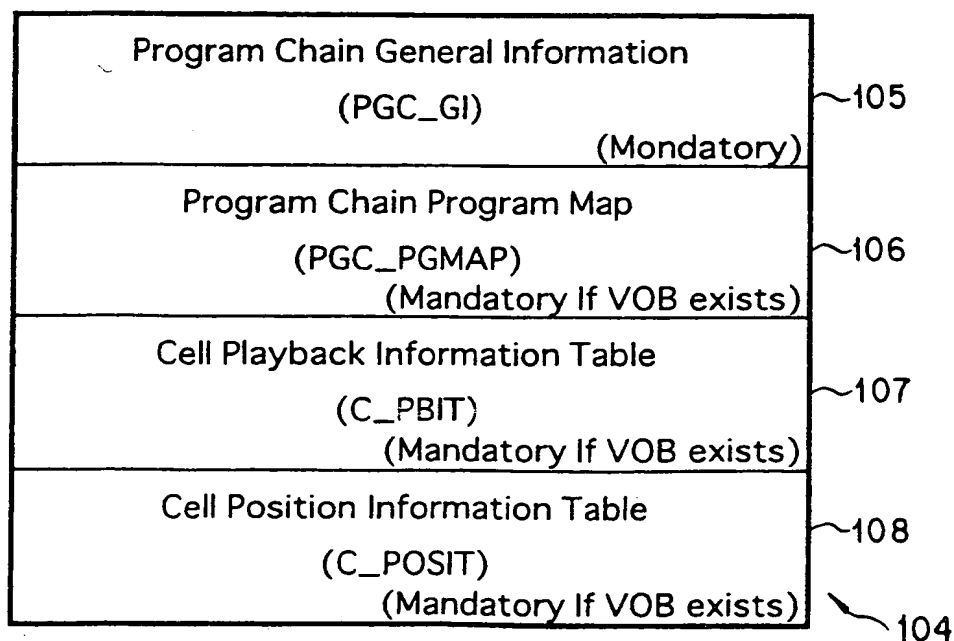 Program Chain General Information
(PGC_GI)
(Mondatory)
105
Program Chain Program Map
(PGC_PGMAP)
(Mandatory If VOB exists)
106
Cell Playback Information Table
(C_PBIT)
(Mandatory If VOB exists)
107
Cell Position Information Table
(C_POSIT)
(Mandatory If VOB exists)
108
104